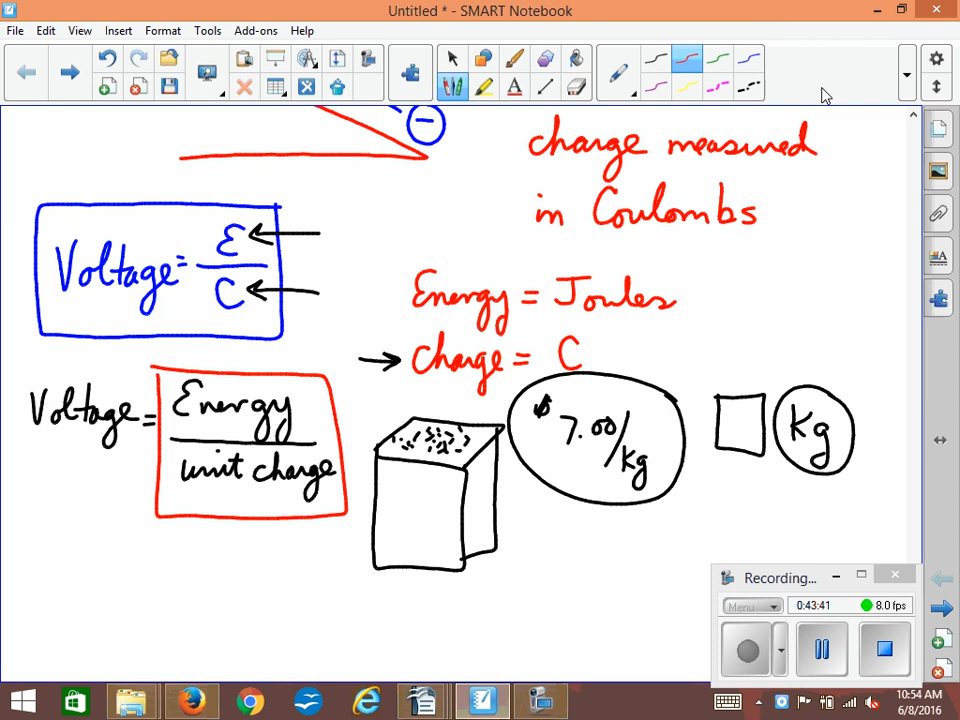 Untitled * - SMART Notebook
File Edit View Insert Format Tools Add-ons Help
charge measured
in Coulombs
Voltage = E
C
Energy = Joules
Charge = C
Voltage = Energy
unit charge
$7.00/kg
Kg
Recording...
Menu
0:43:41
8.0 fps
10:54 AM
6/8/2016